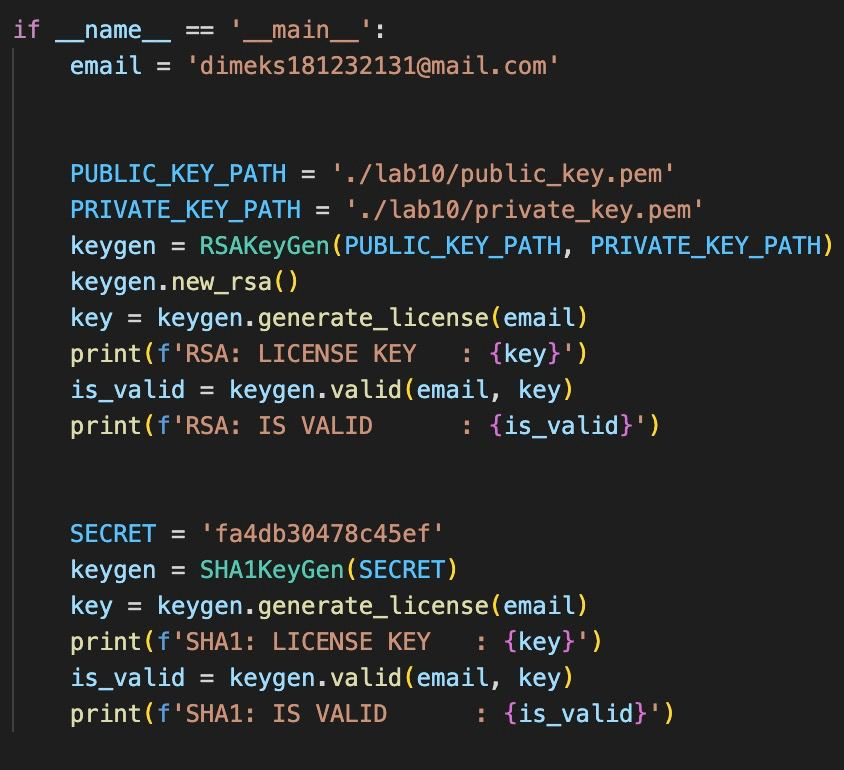 if __name__ == '__main__':
    email = 'dimeks181232131@mail.com'


    PUBLIC_KEY_PATH = './lab10/public_key.pem'
    PRIVATE_KEY_PATH = './lab10/private_key.pem'
    keygen = RSAKeyGen(PUBLIC_KEY_PATH, PRIVATE_KEY_PATH)
    keygen.new_rsa()
    key = keygen.generate_license(email)
    print(f'RSA: LICENSE KEY   : {key}')
    is_valid = keygen.valid(email, key)
    print(f'RSA: IS VALID      : {is_valid}')


    SECRET = 'fa4db30478c45ef'
    keygen = SHA1KeyGen(SECRET)
    key = keygen.generate_license(email)
    print(f'SHA1: LICENSE KEY   : {key}')
    is_valid = keygen.valid(email, key)
    print(f'SHA1: IS VALID      : {is_valid}')